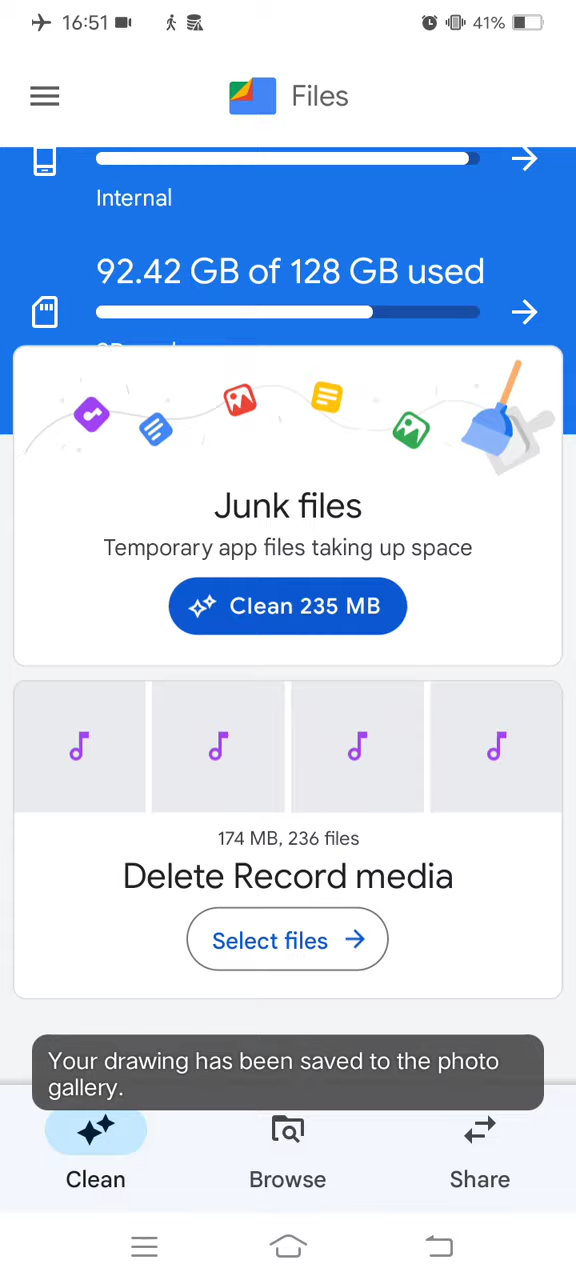 16:51
41%
Files
Internal
92.42 GB of 128 GB used
Junk files
Temporary app files taking up space
Clean 235 MB
174 MB, 236 files
Delete Record media
Select files
Your drawing has been saved to the photo
gallery.
Clean
Browse
Share